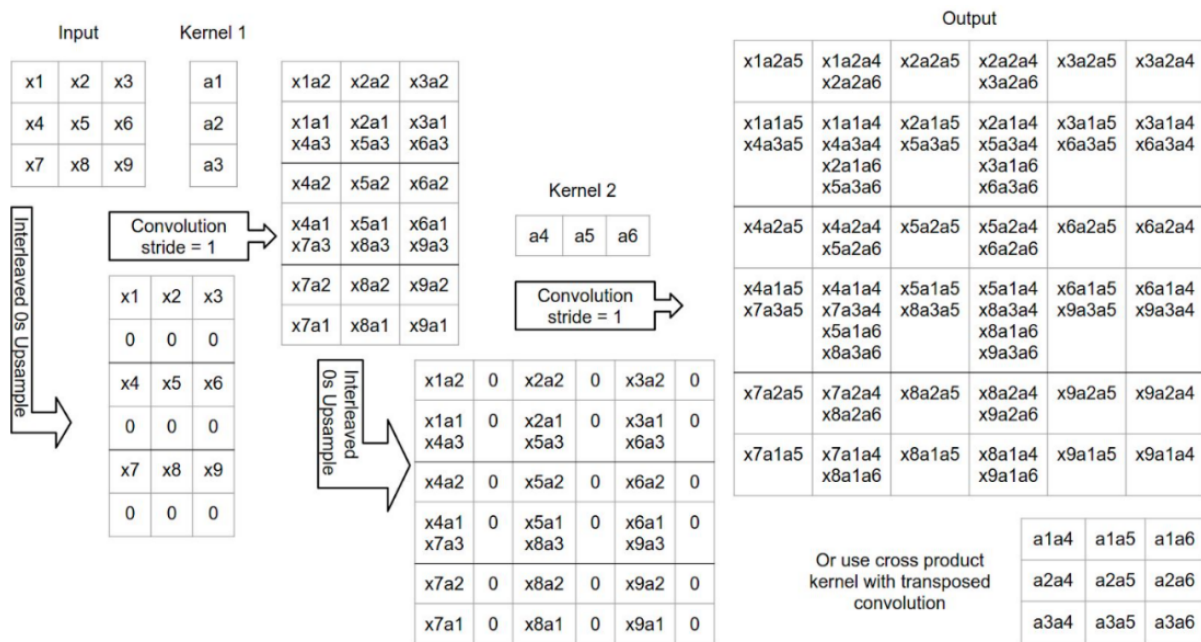 Input
x1 x2 x3
x4 x5 x6
x7 x8 x9
Kernel 1
a1
a2
a3
Interleaved 0s Upsample
x1 x2 x3
0 0 0
x4 x5 x6
0 0 0
x7 x8 x9
0 0 0
Convolution
stride = 1
x1a2 x2a2 x3a2
x1a1 x2a1 x3a1
x4a3 x5a3 x6a3
x4a2 x5a2 x6a2
x4a1 x5a1 x6a1
x7a3 x8a3 x9a3
x7a2 x8a2 x9a2
x7a1 x8a1 x9a1
Interleaved
0s Upsample
x1a2 0 x2a2 0 x3a2 0
x1a1 0 x2a1 0 x3a1 0
x4a3 x5a3 x6a3
x4a2 0 x5a2 0 x6a2 0
x4a1 0 x5a1 0 x6a1 0
x7a3 x8a3 x9a3
x7a2 0 x8a2 0 x9a2 0
x7a1 0 x8a1 0 x9a1 0
Kernel 2
a4 a5 a6
Convolution
stride = 1
Output
x1a2a5 x1a2a4 x2a2a5 x2a2a4 x3a2a5 x3a2a4
x2a2a6 x3a2a6
x1a1a5 x1a1a4 x2a1a5 x2a1a4 x3a1a5 x3a1a4
x4a3a5 x4a3a4 x5a3a5 x5a3a4 x6a3a5 x6a3a4
x2a1a6 x3a1a6
x5a3a6 x6a3a6
x4a2a5 x4a2a4 x5a2a5 x5a2a4 x6a2a5 x6a2a4
x5a2a6 x6a2a6
x4a1a5 x4a1a4 x5a1a5 x5a1a4 x6a1a5 x6a1a4
x7a3a5 x7a3a4 x8a3a5 x8a3a4 x9a3a5 x9a3a4
x5a1a6 x8a1a6
x8a3a6 x9a3a6
x7a2a5 x7a2a4 x8a2a5 x8a2a4 x9a2a5 x9a2a4
x8a2a6 x9a2a6
x7a1a5 x7a1a4 x8a1a5 x8a1a4 x9a1a5 x9a1a4
x8a1a6 x9a1a6
Or use cross product
kernel with transposed
convolution
a1a4 a1a5 a1a6
a2a4 a2a5 a2a6
a3a4 a3a5 a3a6